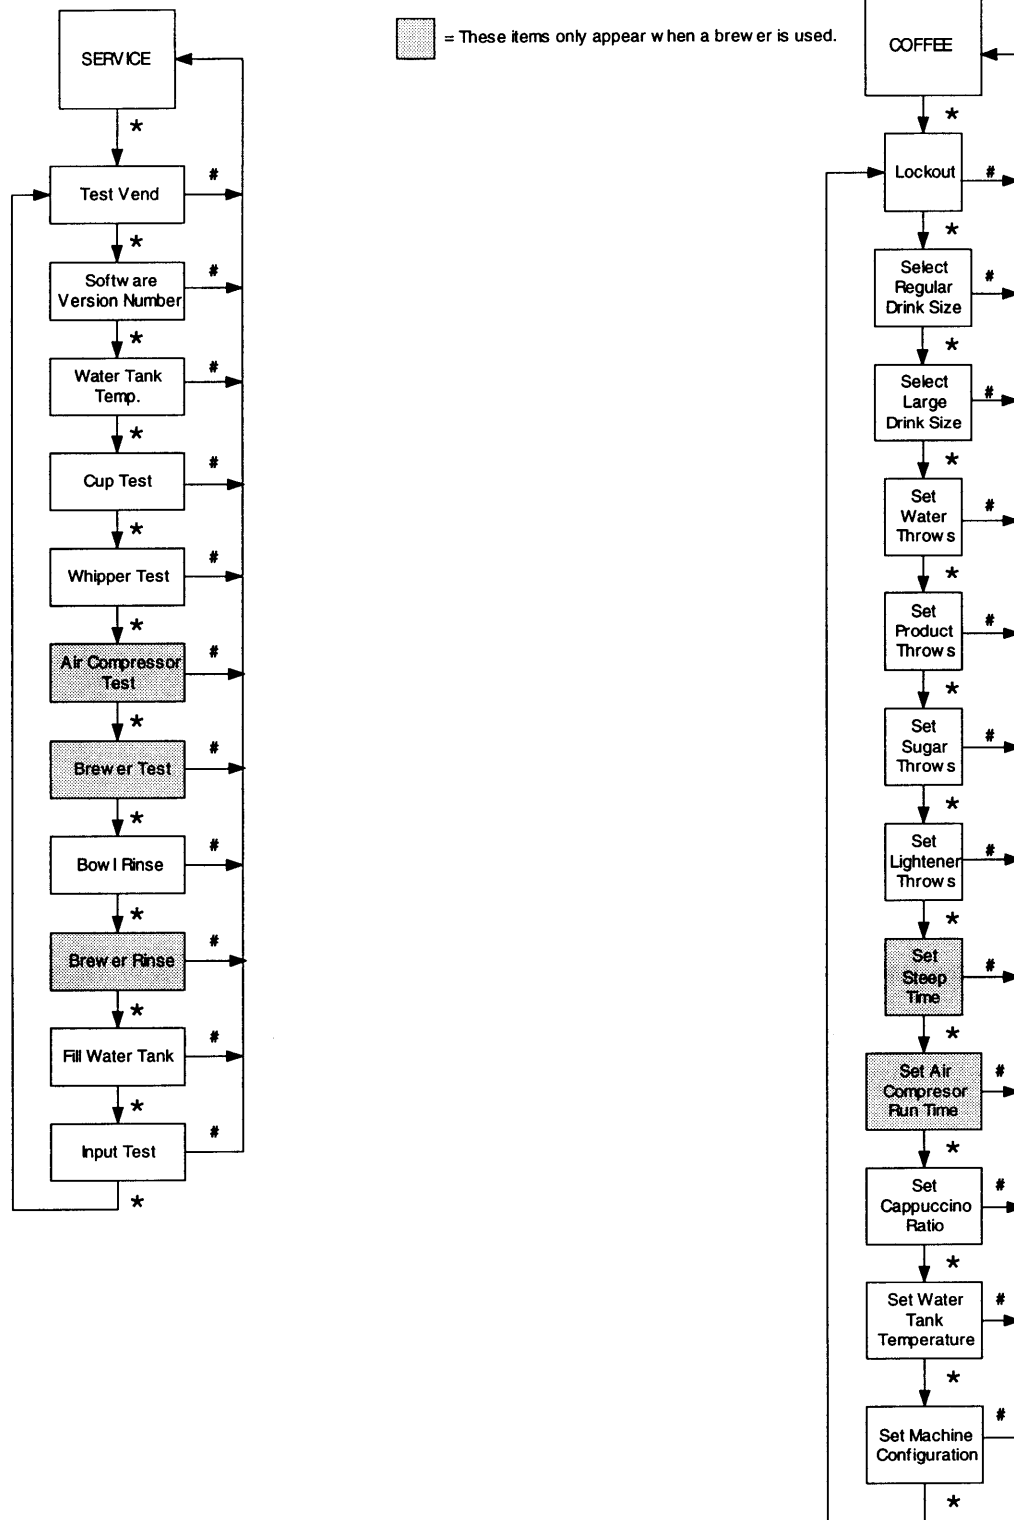 = These items only appear when a brewer is used.
SERVICE
*
Test Vend
#
*
Software
Version Number
#
*
Water Tank
Temp.
#
*
Cup Test
#
*
Whipper Test
#
*
Air Compressor
Test
#
*
Brewer Test
#
*
Bowl Rinse
#
*
Brewer Rinse
#
*
Fill Water Tank
#
*
Input Test
#
*
COFFEE
*
Lockout
#
*
Select
Regular
Drink Size
#
*
Select
Large
Drink Size
#
*
Set
Water
Throws
#
*
Set
Product
Throws
#
*
Set
Sugar
Throws
#
*
Set
Lightener
Throws
#
*
Set
Steep
Time
#
*
Set Air
Compresor
Run Time
#
*
Set
Cappuccino
Ratio
#
*
Set Water
Tank
Temperature
#
*
Set Machine
Configuration
#
*